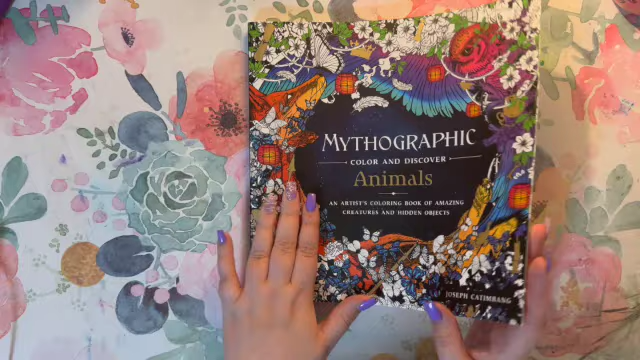 MYTHOGRAPHIC
COLOR AND DISCOVER
Animals
AN ARTIST'S COLORING BOOK OF AMAZING
CREATURES AND HIDDEN OBJECTS
JOSEPH CATIMBANG